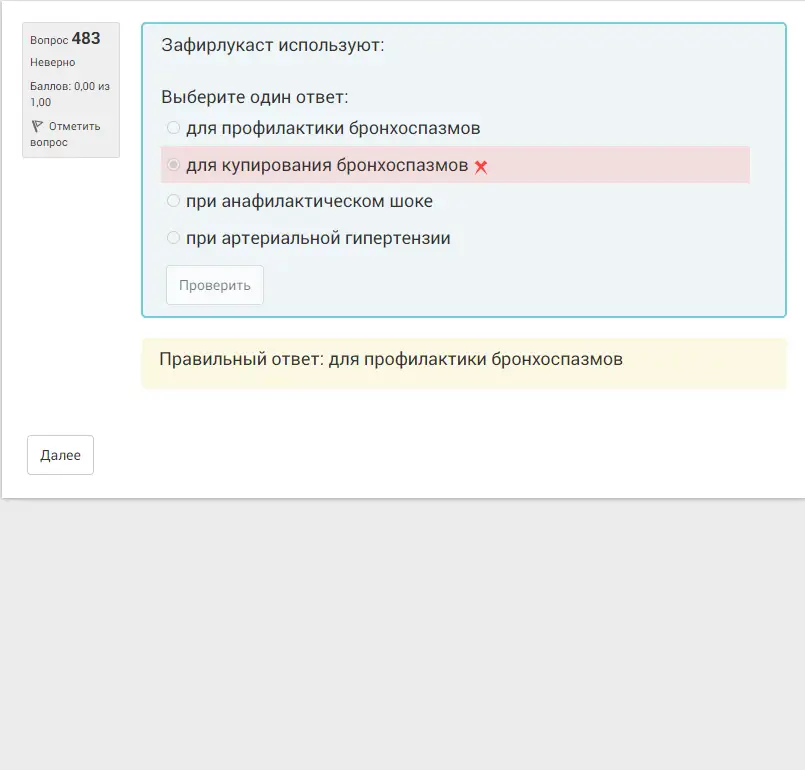 Вопрос 483
Неверно
Баллов: 0,00 из
1,00
Отметить
вопрос
Зафирлукаст используют:
Выберите один ответ:
для профилактики бронхоспазмов
для купирования бронхоспазмов
при анафилактическом шоке
при артериальной гипертензии
Проверить
Правильный ответ: для профилактики бронхоспазмов
Далее